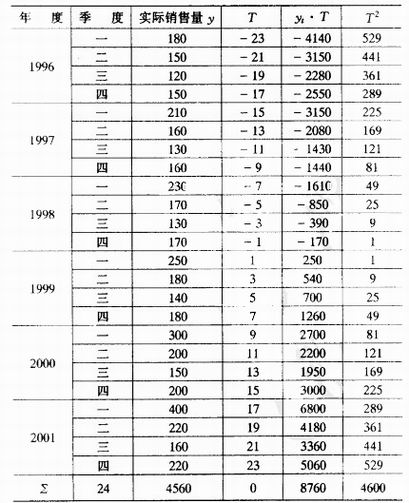 年 度 季 度 实际销售量 y T yt · T T²
1996 一 180 - 23 - 4140 529
二 150 - 21 - 3150 441
三 120 - 19 - 2280 361
四 150 - 17 - 2550 289
1997 一 210 - 15 - 3150 225
二 160 - 13 - 2080 169
三 130 - 11 - 1430 121
四 160 - 9 - 1440 81
1998 一 230 - 7 - 1610 49
二 170 - 5 - 850 25
三 130 - 3 - 390 9
四 170 - 1 - 170 1
1999 一 250 1 250 1
二 180 3 540 9
三 140 5 700 25
四 180 7 1260 49
2000 一 300 9 2700 81
二 200 11 2200 121
三 150 13 1950 169
四 200 15 3000 225
2001 一 400 17 6800 289
二 220 19 4180 361
三 160 21 3360 441
四 220 23 5060 529
Σ 24 4560 0 8760 4600